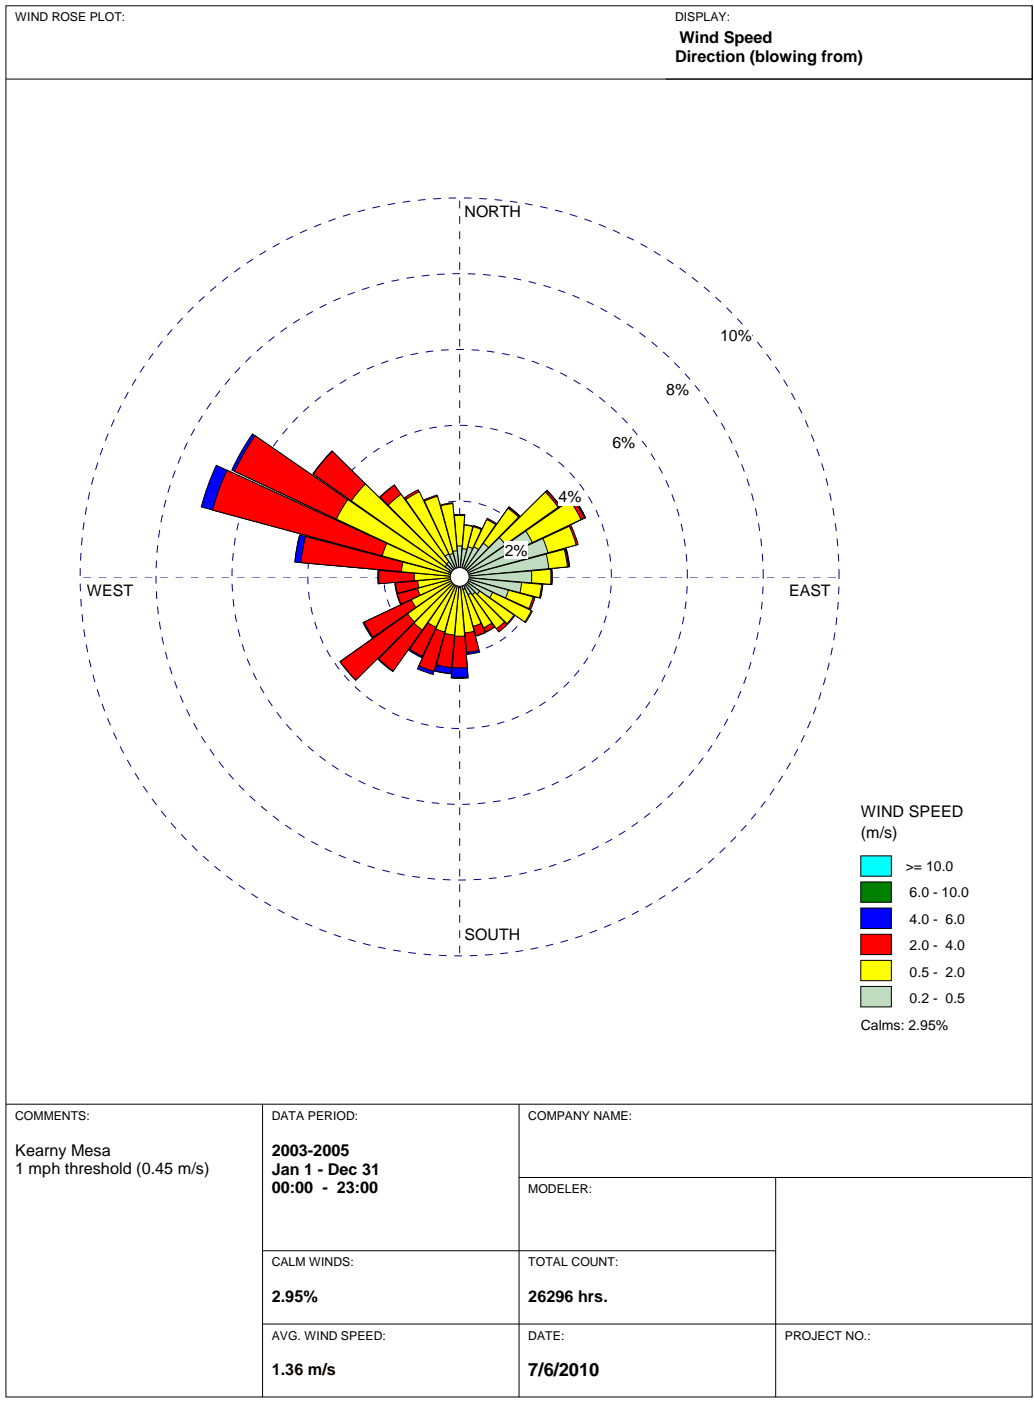 WIND ROSE PLOT:
DISPLAY:
Wind Speed
Direction (blowing from)
NORTH
10%
8%
6%
4%
2%
WEST
EAST
SOUTH
WIND SPEED
(m/s)
>= 10.0
6.0 - 10.0
4.0 - 6.0
2.0 - 4.0
0.5 - 2.0
0.2 - 0.5
Calms: 2.95%
COMMENTS:
Kearny Mesa
1 mph threshold (0.45 m/s)
DATA PERIOD:
2003-2005
Jan 1 - Dec 31
00:00 - 23:00
COMPANY NAME:
MODELER:
CALM WINDS:
2.95%
TOTAL COUNT:
26296 hrs.
AVG. WIND SPEED:
1.36 m/s
DATE:
7/6/2010
PROJECT NO.: